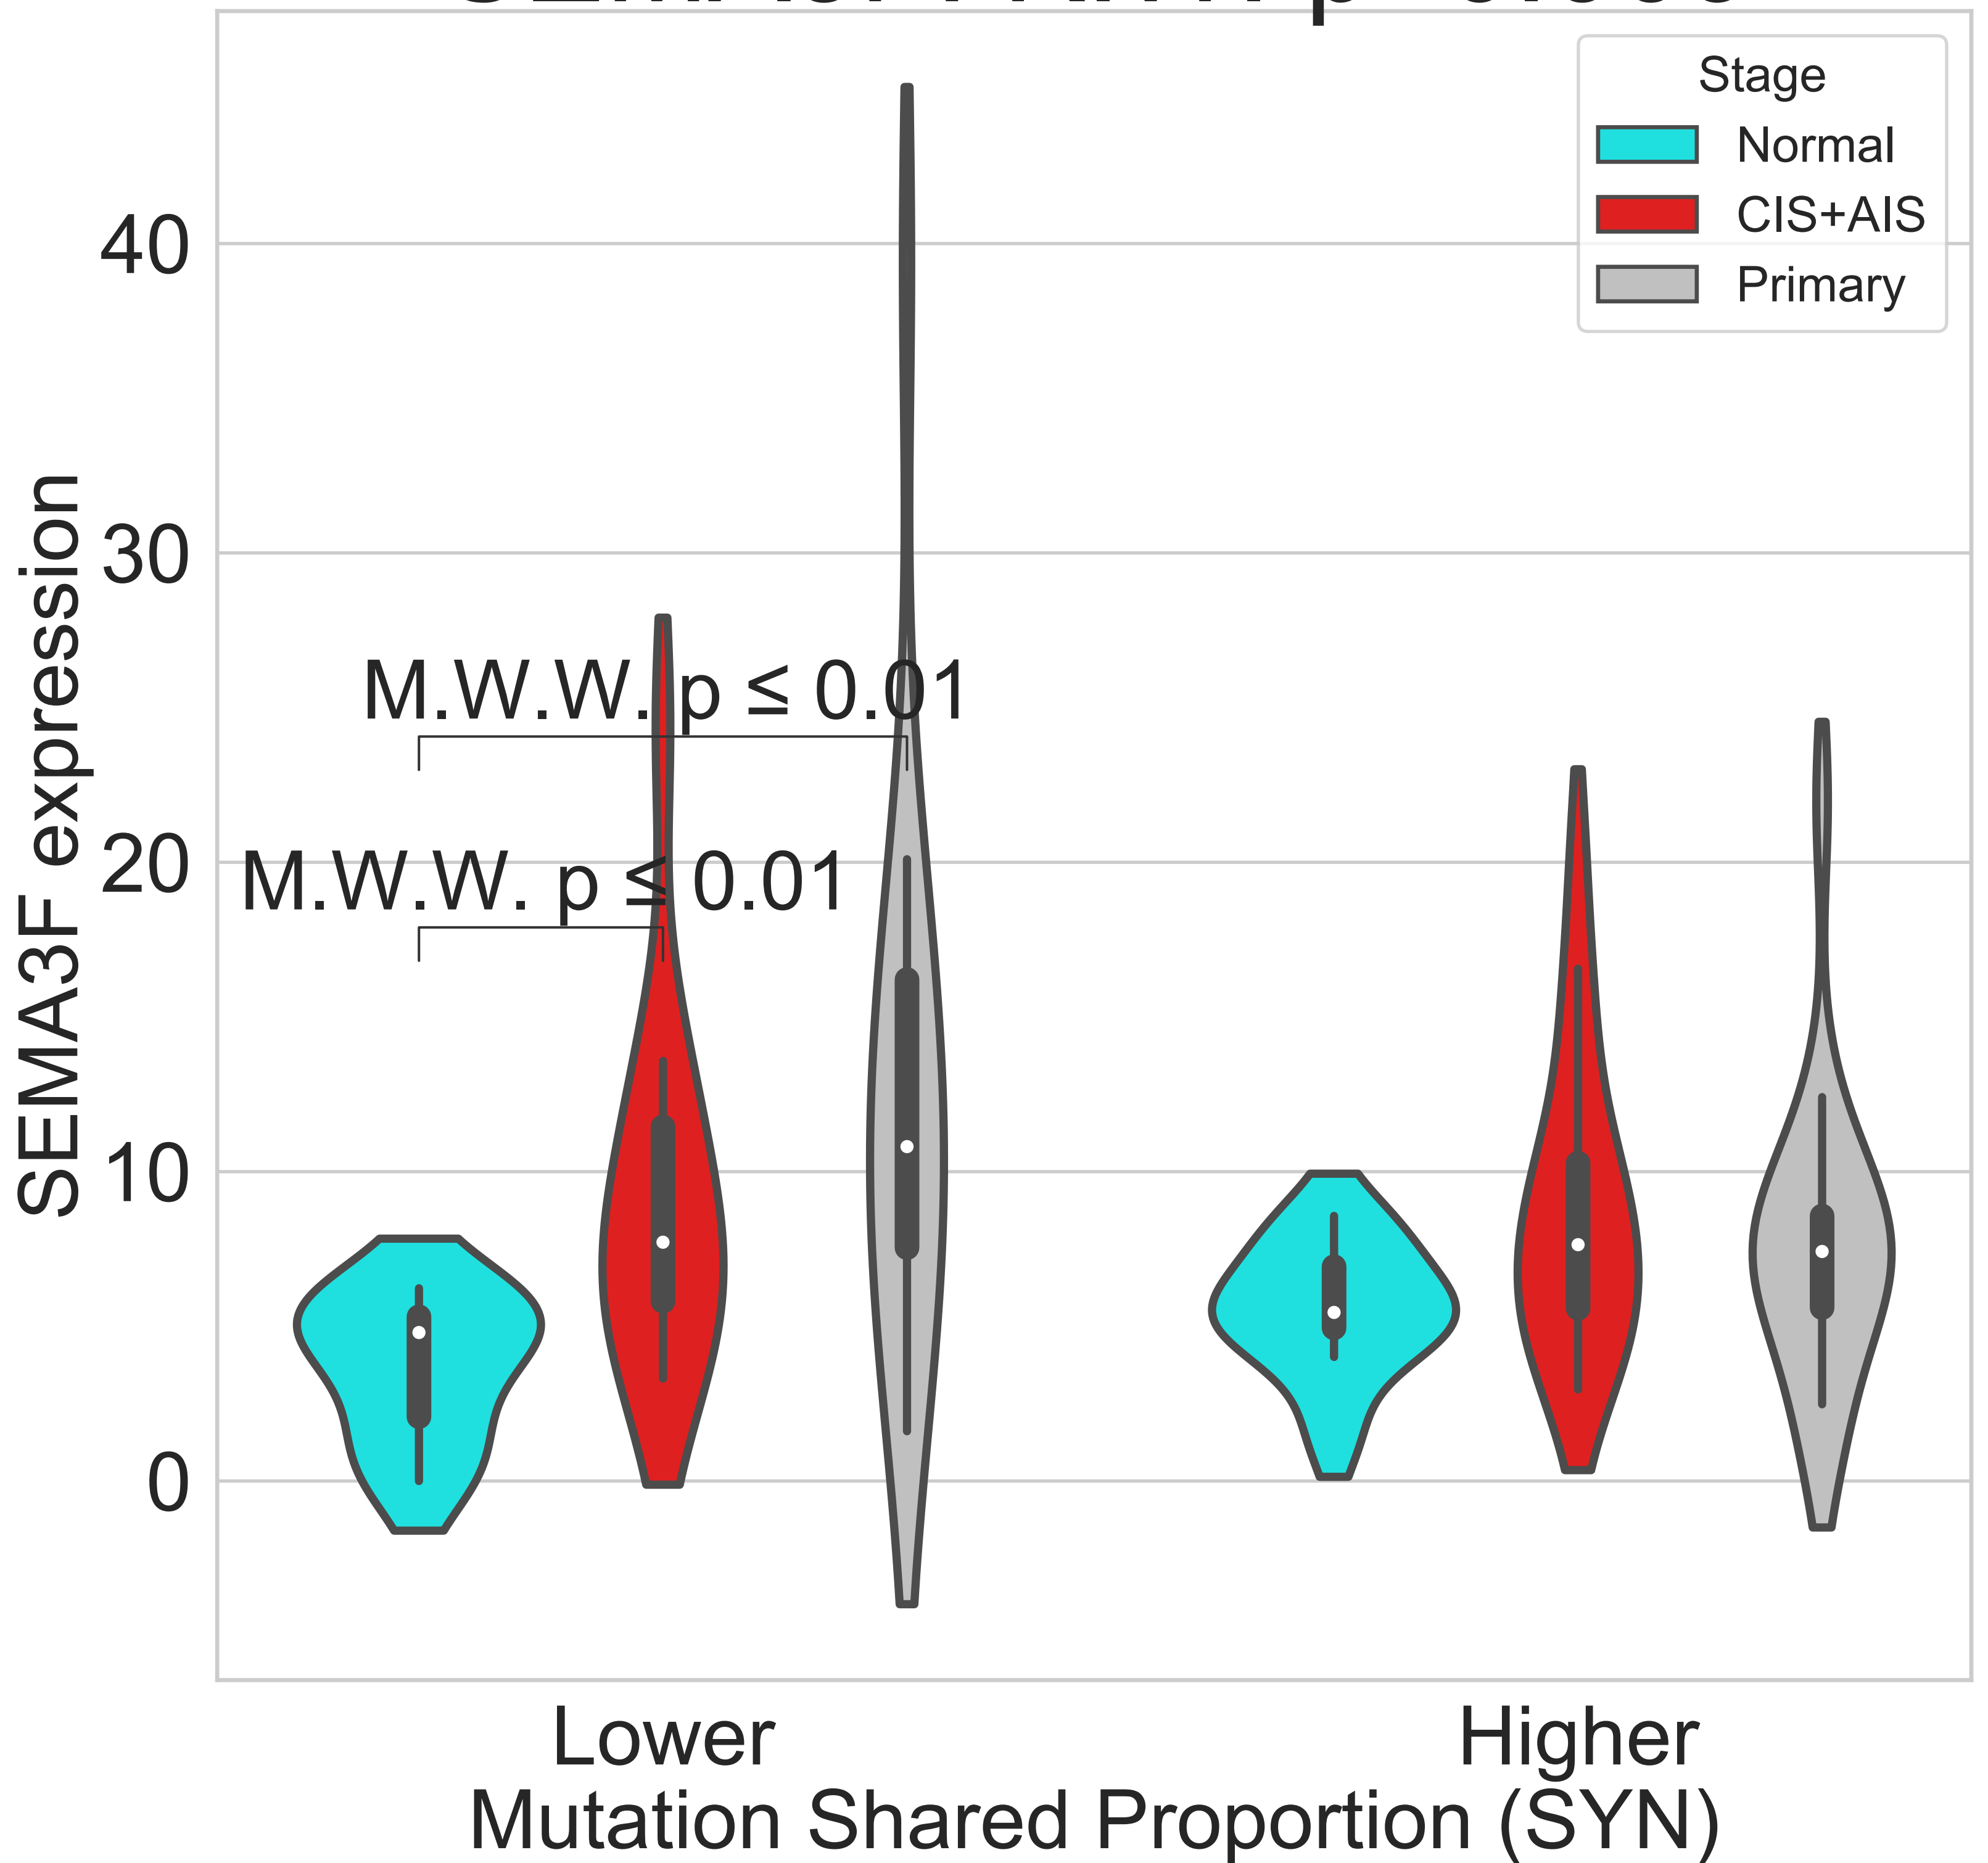 Stage
Normal
CIS+AIS
Primary
40
30
20
10
0
SEMA3F expression
M.W.W. p ≤ 0.01
M.W.W. p ≤ 0.01
Lower
Higher
Mutation Shared Proportion (SYN)